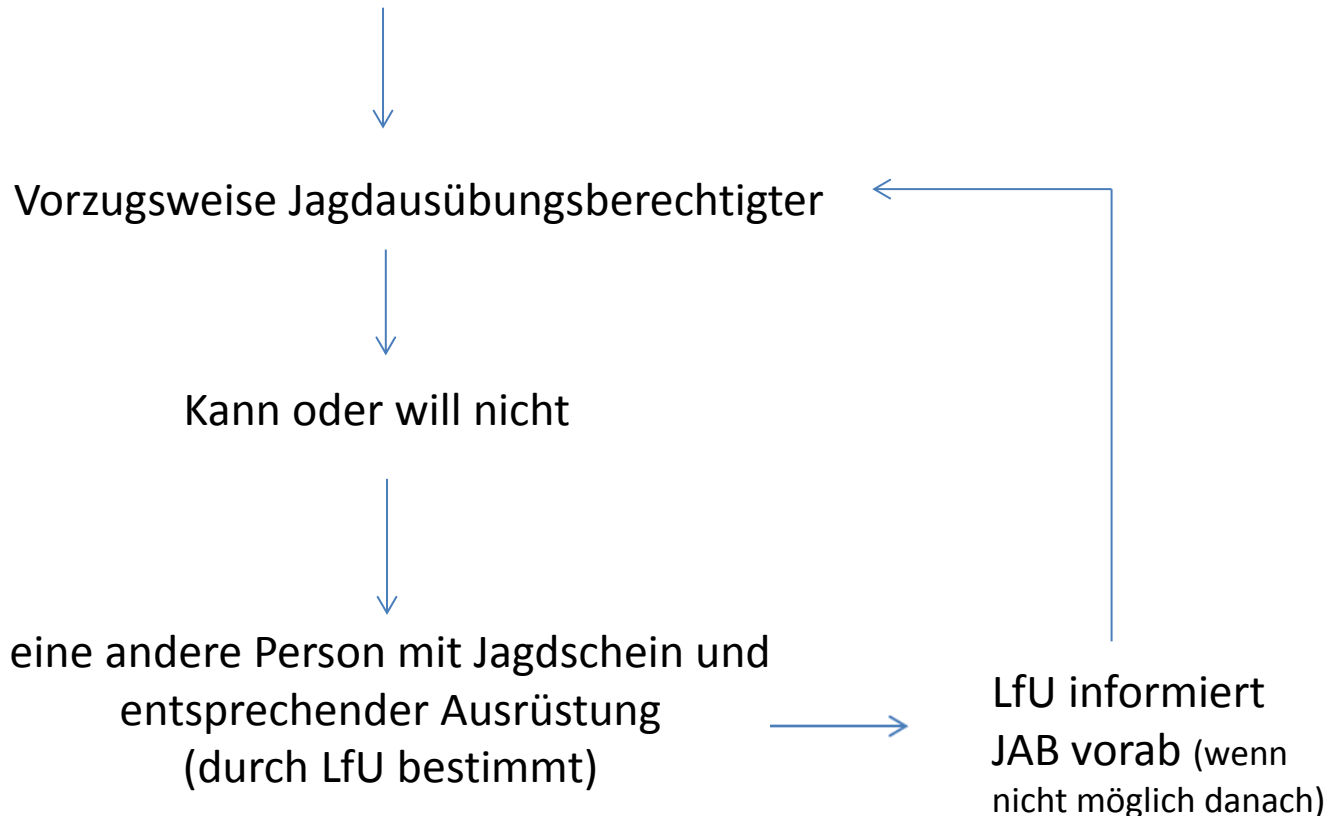 Vorzugsweise Jagdausübungsberechtigter
Kann oder will nicht
eine andere Person mit Jagdschein und
entsprechender Ausrüstung
(durch LfU bestimmt)
LfU informiert
JAB vorab (wenn
nicht möglich danach)